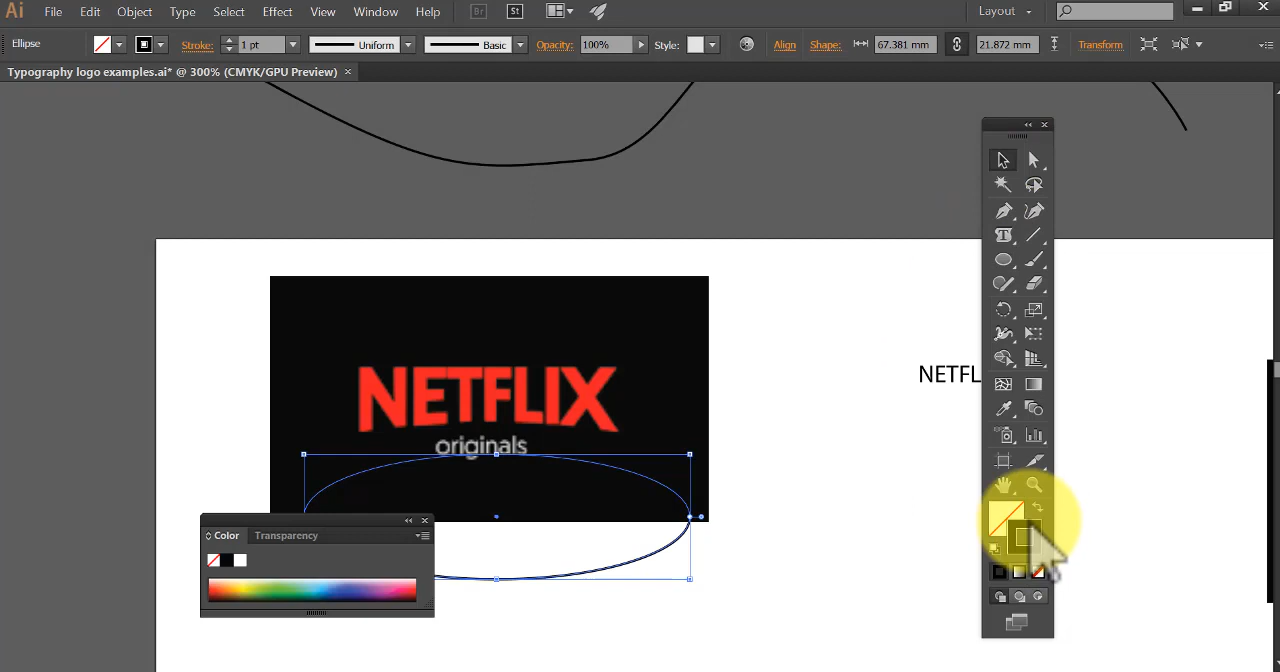 Ai File Edit Object Type Select Effect View Window Help Br St Layout
Ellipse Stroke: 1 pt Uniform Basic Opacity: 100% Style: Align Shape: 67.381 mm 21.872 mm Transform
Typography logo examples.ai* @ 300% (CMYK/GPU Preview) ×
NETFLIX
originals
NETFL
Color Transparency